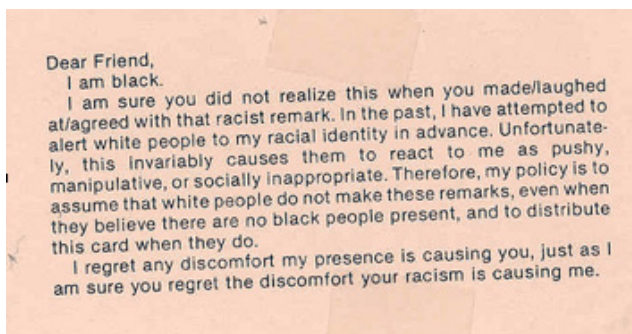 Dear Friend,
I am black.
I am sure you did not realize this when you made/laughed
at/agreed with that racist remark. In the past, I have attempted to
alert white people to my racial identity in advance. Unfortunate-
ly, this invariably causes them to react to me as pushy,
manipulative, or socially inappropriate. Therefore, my policy is to
assume that white people do not make these remarks, even when
they believe there are no black people present, and to distribute
this card when they do.
I regret any discomfort my presence is causing you, just as I
am sure you regret the discomfort your racism is causing me.